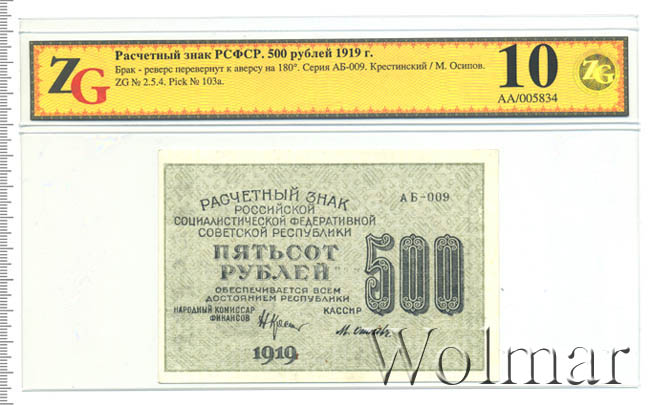 ZG
Расчетный знак РСФСР. 500 рублей 1919 г.
Брак - реверс перевернут к аверсу на 180°. Серия АБ-009. Крестинский / М. Осипов.
ZG № 2.5.4. Pick № 103a.
10
AA/005834
ZG
РАСЧЕТНЫЙ ЗНАК
РОССИЙСКОЙ
СОЦИАЛИСТИЧЕСКОЙ ФЕДЕРАТИВНОЙ
СОВЕТСКОЙ РЕСПУБЛИКИ
ПЯТЬСОТ
РУБЛЕЙ
ОБЕСПЕЧИВАЕТСЯ ВСЕМ
ДОСТОЯНИЕМ РЕСПУБЛИКИ
НАРОДНЫЙ КОМИССАР
ФИНАНСОВ
КАССИР
1919
АБ-009
500
Wolmar